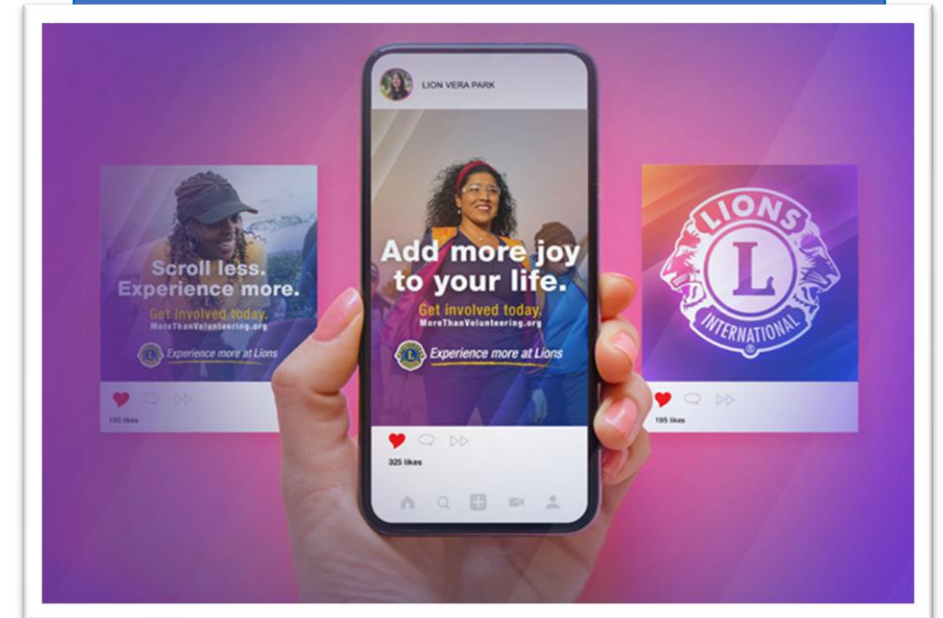 LION VERA PARK
Add more joy
to your life.
Get involved today.
MoreThanVolunteering.org
L
Experience more at Lions
325 likes
Scroll less.
Experience more.
Get involved today.
MoreThanVolunteering.org
L
Experience more at Lions
150 likes
LIONS
L
INTERNATIONAL
®
195 likes